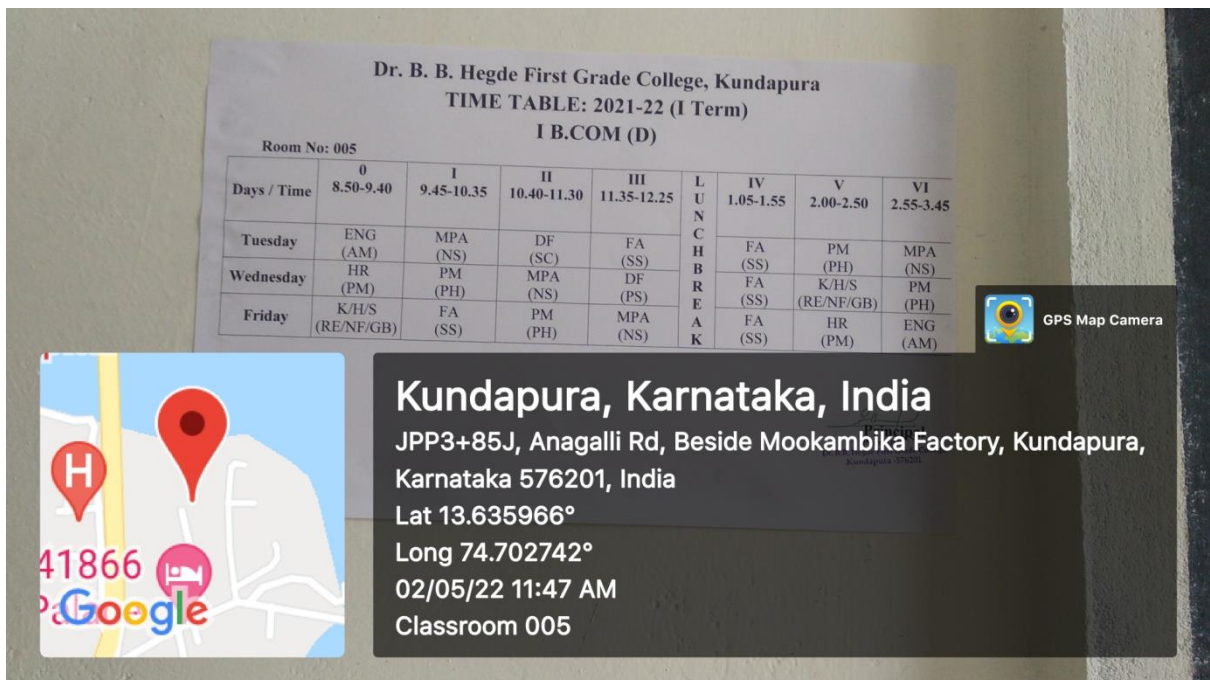 Dr. B. B. Hegde First Grade College, Kundapura
TIME TABLE: 2021-22 (I Term)
I B.COM (D)
Room No: 005
Days / Time 0 I II III LUNCH BREAK IV V VI
8.50-9.40 9.45-10.35 10.40-11.30 11.35-12.25 1.05-1.55 2.00-2.50 2.55-3.45
Tuesday ENG MPA DF FA FA PM MPA
(AM) (NS) (SC) (SS) (SS) (PH) (NS)
Wednesday HR PM MPA DF FA K/H/S PM
(PM) (PH) (NS) (PS) (SS) (RE/NF/GB) (PH)
Friday K/H/S FA PM MPA FA HR ENG
(RE/NF/GB) (SS) (PH) (NS) (SS) (PM) (AM)
Principal
Kundapura -576201
GPS Map Camera
Kundapura, Karnataka, India
JPP3+85J, Anagalli Rd, Beside Mookambika Factory, Kundapura,
Karnataka 576201, India
Lat 13.635966°
Long 74.702742°
02/05/22 11:47 AM
Classroom 005
H
41866
Google